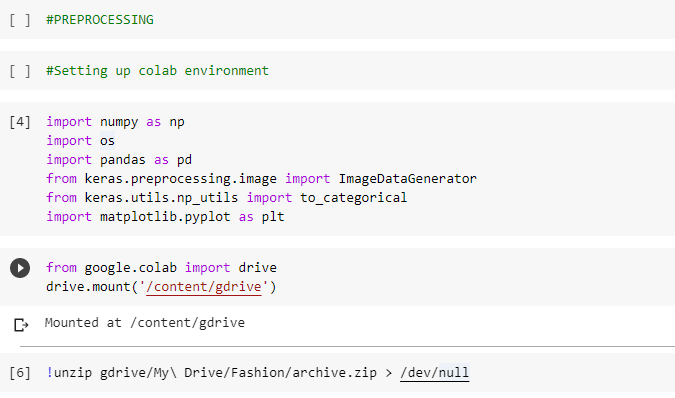 [ ] #PREPROCESSING
[ ] #Setting up colab environment
[4] import numpy as np
import os
import pandas as pd
from keras.preprocessing.image import ImageDataGenerator
from keras.utils.np_utils import to_categorical
import matplotlib.pyplot as plt
from google.colab import drive
drive.mount('/content/gdrive')
Mounted at /content/gdrive
[6] !unzip gdrive/My\ Drive/Fashion/archive.zip > /dev/null